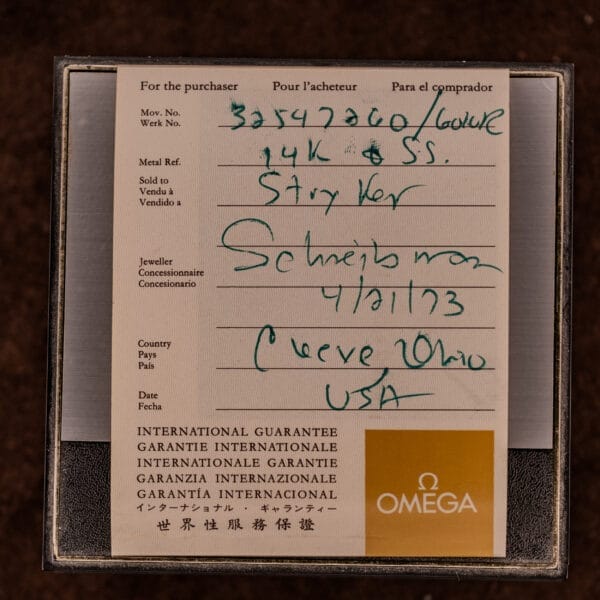 For the purchaser Pour l'acheteur Para el comprador
Mov. No.
Werk No.
32547260/
Metal Ref.
14K & S.S.
Sold to
Vendu à
Vendido a
Stryker
Jeweller
Concessionnaire
Concesionario
Schreibman
4/21/73
Country
Pays
País
Cleeve, Ohio
USA
Date
Fecha
INTERNATIONAL GUARANTEE
GARANTIE INTERNATIONALE
INTERNATIONALE GARANTIE
GARANZIA INTERNAZIONALE
GARANTÍA INTERNACIONAL
インターナショナル・ギャランティー
世界性服務保證
Ω
OMEGA